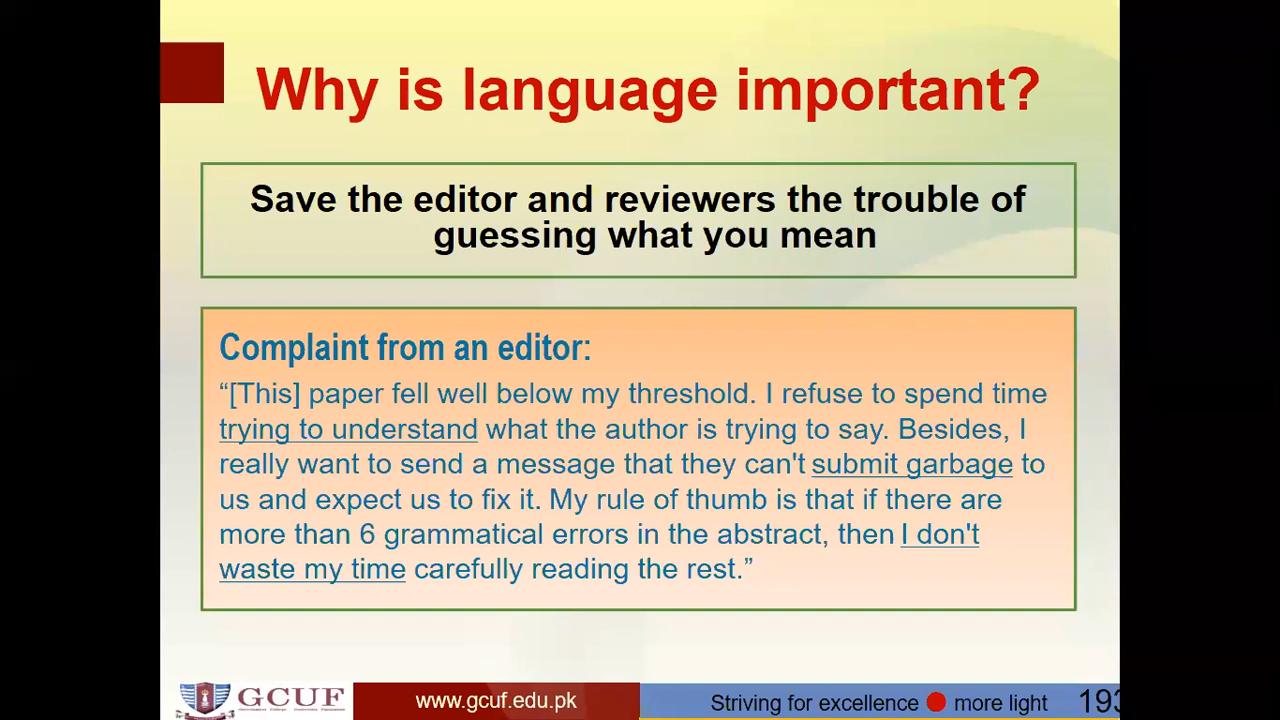 Why is language important?
Save the editor and reviewers the trouble of
guessing what you mean
Complaint from an editor:
“[This] paper fell well below my threshold. I refuse to spend time
trying to understand what the author is trying to say. Besides, I
really want to send a message that they can't submit garbage to
us and expect us to fix it. My rule of thumb is that if there are
more than 6 grammatical errors in the abstract, then I don't
waste my time carefully reading the rest.”
GCUF
www.gcuf.edu.pk
Striving for excellence more light